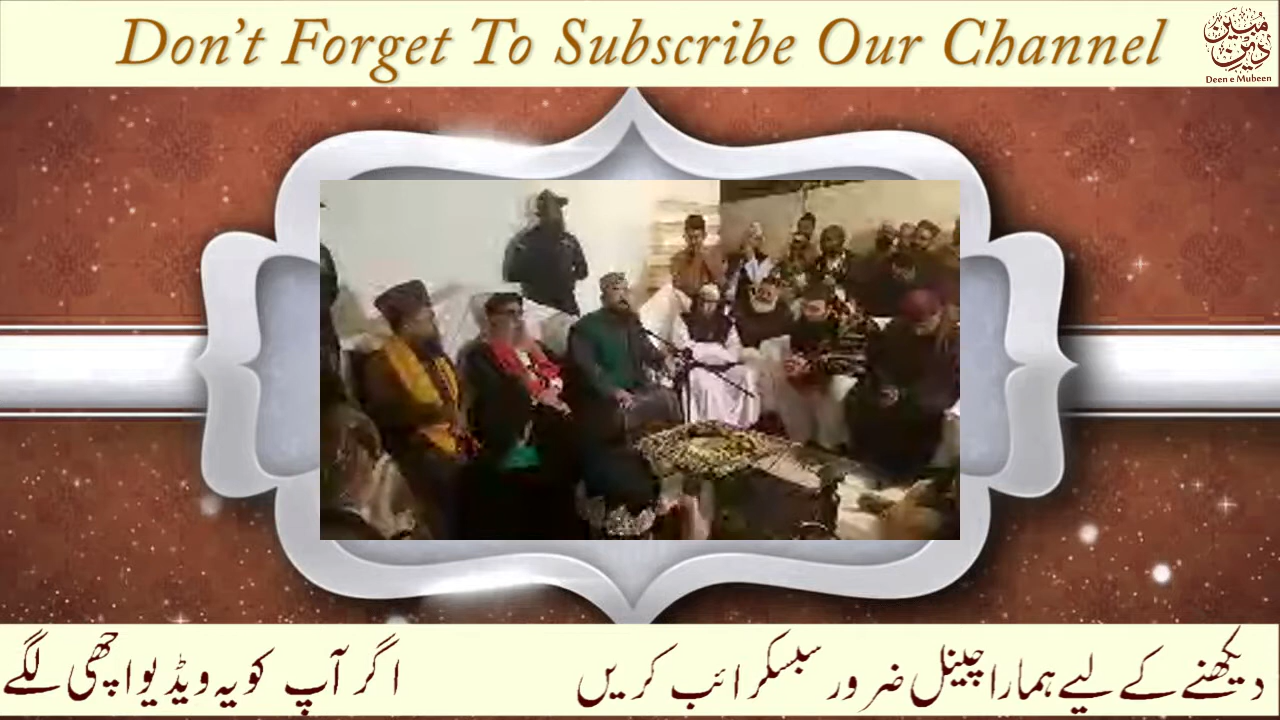 Don't Forget To Subscribe Our Channel
دین مبین
Deen e Mubeen
دیکھنے کے لیے ہمارا چینل ضرور سبسکرائب کریں اگر آپ کو یہ ویڈیو اچھی لگے